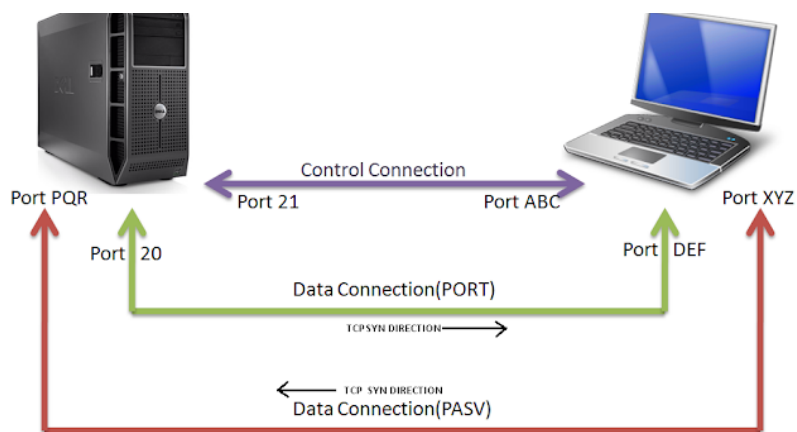 DELL
Control Connection
Port PQR
Port 21
Port ABC
Port XYZ
Port 20
Port DEF
Data Connection(PORT)
TCP SYN DIRECTION
TCP SYN DIRECTION
Data Connection(PASV)